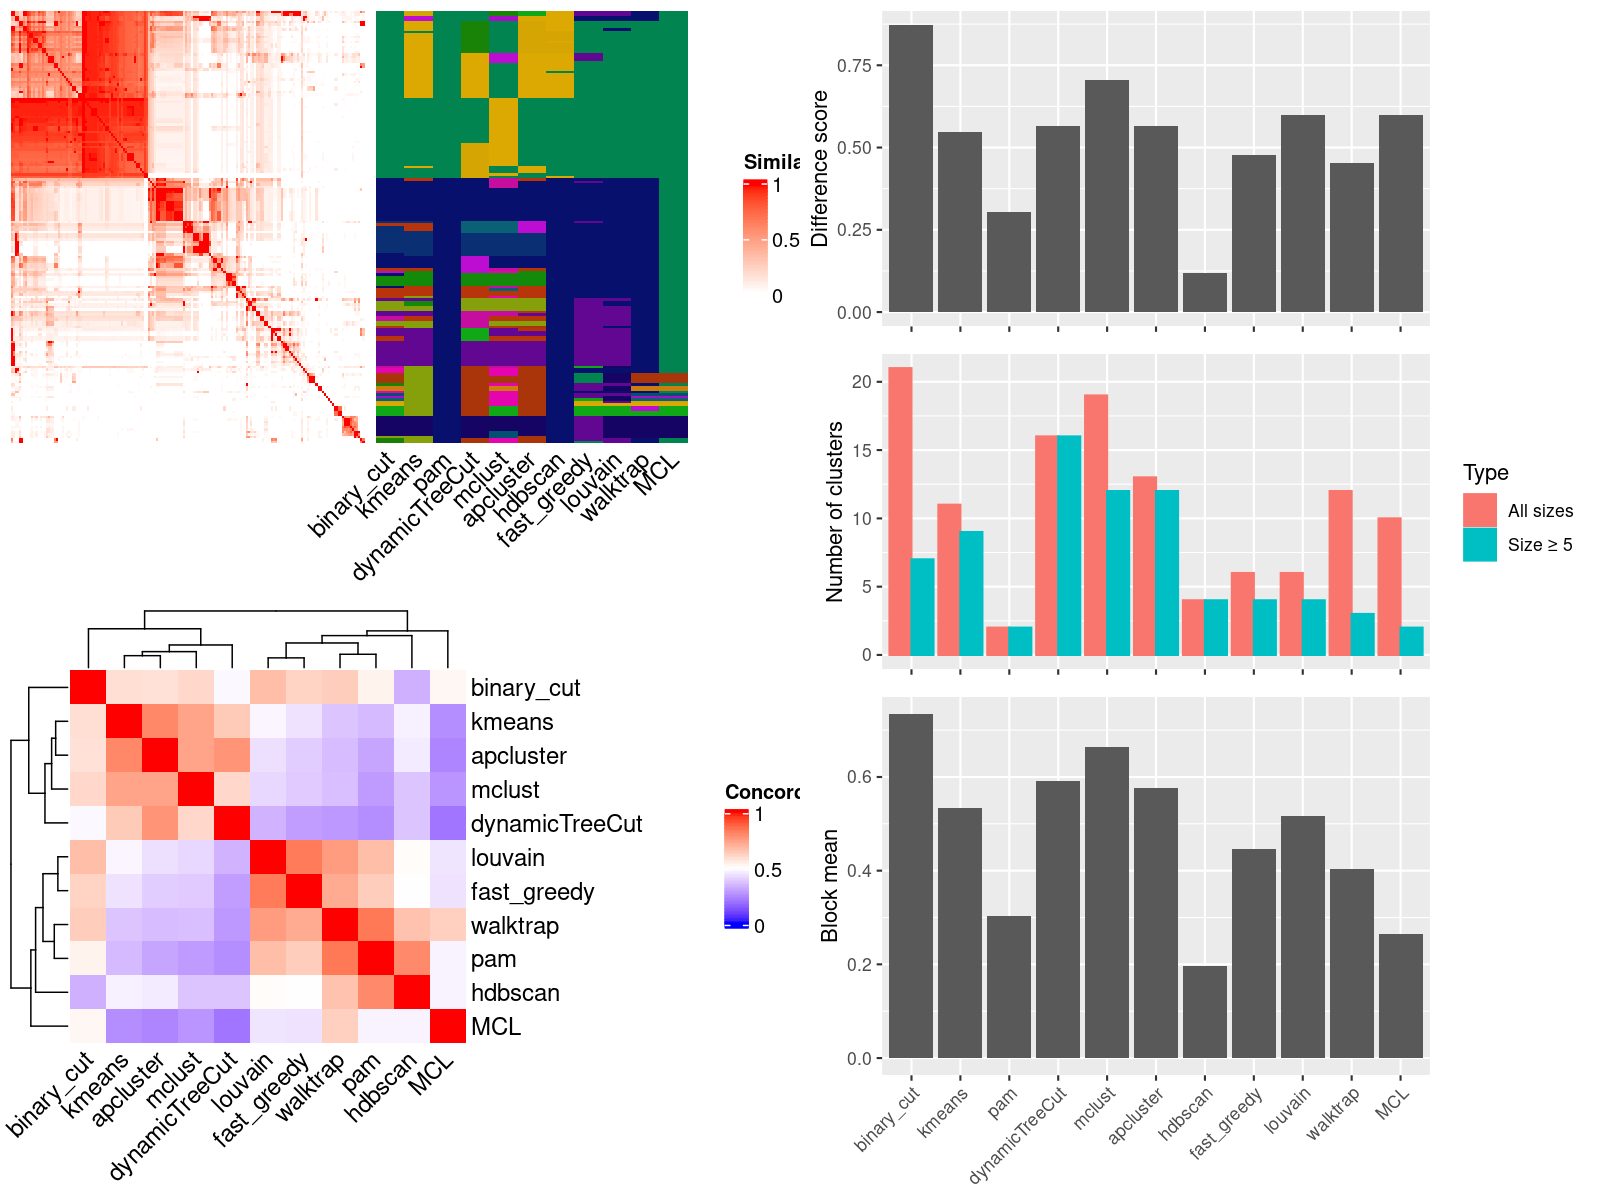 Simila
1
0.5
0
binary_cut
kmeans
pam
dynamicTreeCut
mclust
apcluster
hdbscan
fast_greedy
louvain
walktrap
MCL
Concord
1
0.5
0
binary_cut
kmeans
apcluster
mclust
dynamicTreeCut
louvain
fast_greedy
walktrap
pam
hdbscan
MCL
binary_cut
kmeans
apcluster
mclust
dynamicTreeCut
louvain
fast_greedy
walktrap
pam
hdbscan
MCL
Difference score
0.75
0.50
0.25
0.00
Number of clusters
20
15
10
5
0
Type
All sizes
Size ≥ 5
Block mean
0.6
0.4
0.2
0.0
binary_cut
kmeans
pam
dynamicTreeCut
mclust
apcluster
hdbscan
fast_greedy
louvain
walktrap
MCL